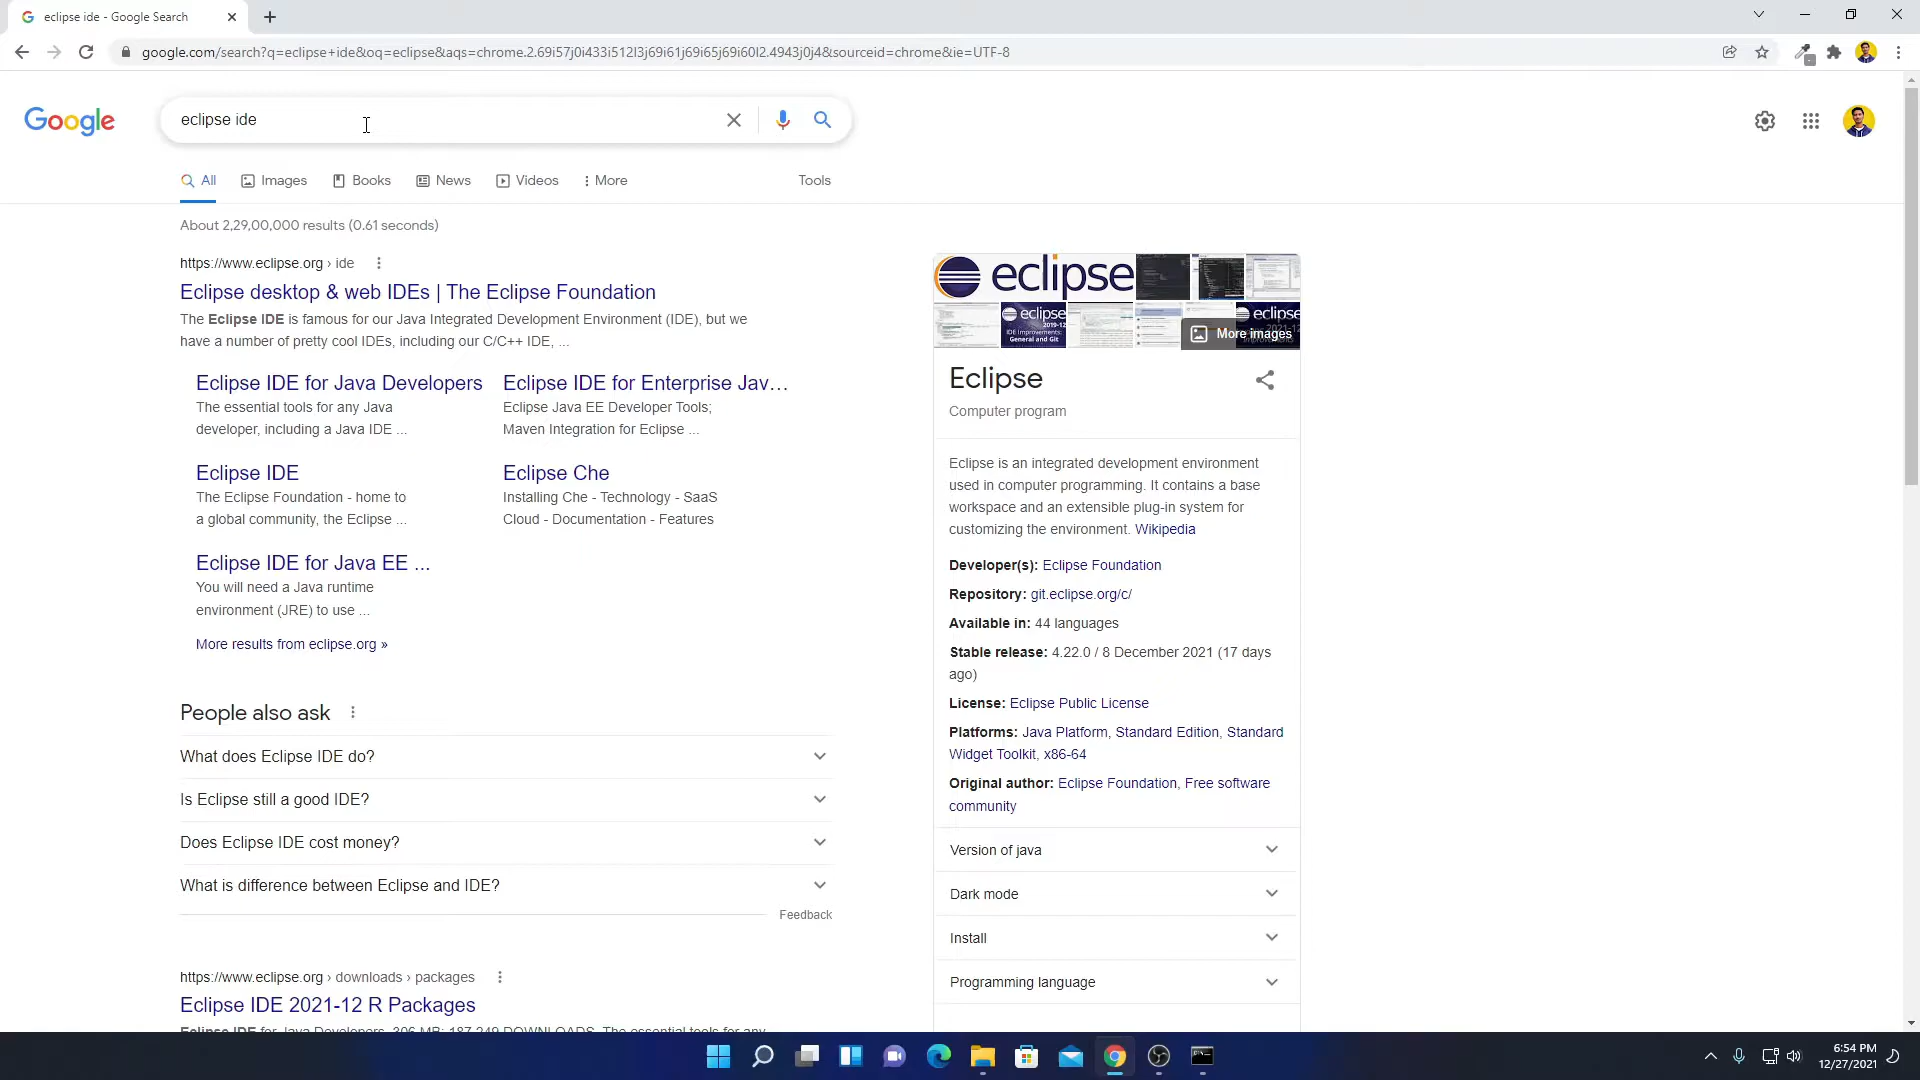 eclipse ide - Google Search
google.com/search?q=eclipse+ide&oq=eclipse&aqs=chrome.2.69i57j0i433i512l3j69i61j69i65j69i60l2.4943j0j4&sourceid=chrome&ie=UTF-8
Google
eclipse ide
All
Images
Books
News
Videos
More
Tools
About 2,29,00,000 results (0.61 seconds)
https://www.eclipse.org › ide
Eclipse desktop & web IDEs | The Eclipse Foundation
The Eclipse IDE is famous for our Java Integrated Development Environment (IDE), but we
have a number of pretty cool IDEs, including our C/C++ IDE, ...
Eclipse IDE for Java Developers
The essential tools for any Java
developer, including a Java IDE ...
Eclipse IDE for Enterprise Jav...
Eclipse Java EE Developer Tools;
Maven Integration for Eclipse ...
Eclipse IDE
The Eclipse Foundation - home to
a global community, the Eclipse ...
Eclipse Che
Installing Che - Technology - SaaS
Cloud - Documentation - Features
Eclipse IDE for Java EE ...
You will need a Java runtime
environment (JRE) to use ...
More results from eclipse.org »
People also ask
What does Eclipse IDE do?
Is Eclipse still a good IDE?
Does Eclipse IDE cost money?
What is difference between Eclipse and IDE?
Feedback
https://www.eclipse.org › downloads › packages
Eclipse IDE 2021-12 R Packages
Eclipse IDE for Java Developers. 306 MB; 187,249 DOWNLOADS. The essential tools for any
eclipse
eclipse
2019-12
IDE Improvements:
General and Git
eclipse
More images
Eclipse
Computer program
Eclipse is an integrated development environment
used in computer programming. It contains a base
workspace and an extensible plug-in system for
customizing the environment. Wikipedia
Developer(s): Eclipse Foundation
Repository: git.eclipse.org/c/
Available in: 44 languages
Stable release: 4.22.0 / 8 December 2021 (17 days
ago)
License: Eclipse Public License
Platforms: Java Platform, Standard Edition, Standard
Widget Toolkit, x86-64
Original author: Eclipse Foundation, Free software
community
Version of java
Dark mode
Install
Programming language
6:54 PM
12/27/2021